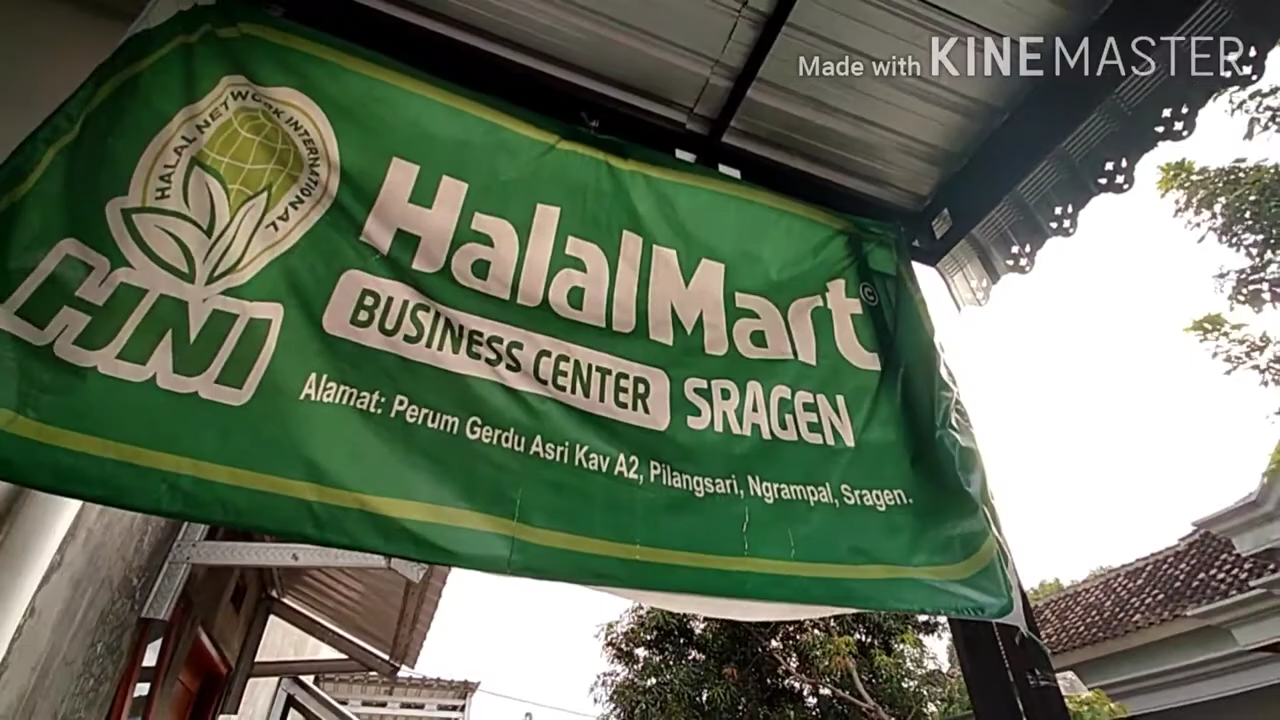 Made with KINEMASTER
HALAL NETWORK INTERNATIONAL
HNI
HalalMart©
BUSINESS CENTER SRAGEN
Alamat: Perum Gerdu Asri Kav A2, Pilangsari, Ngrampal, Sragen.